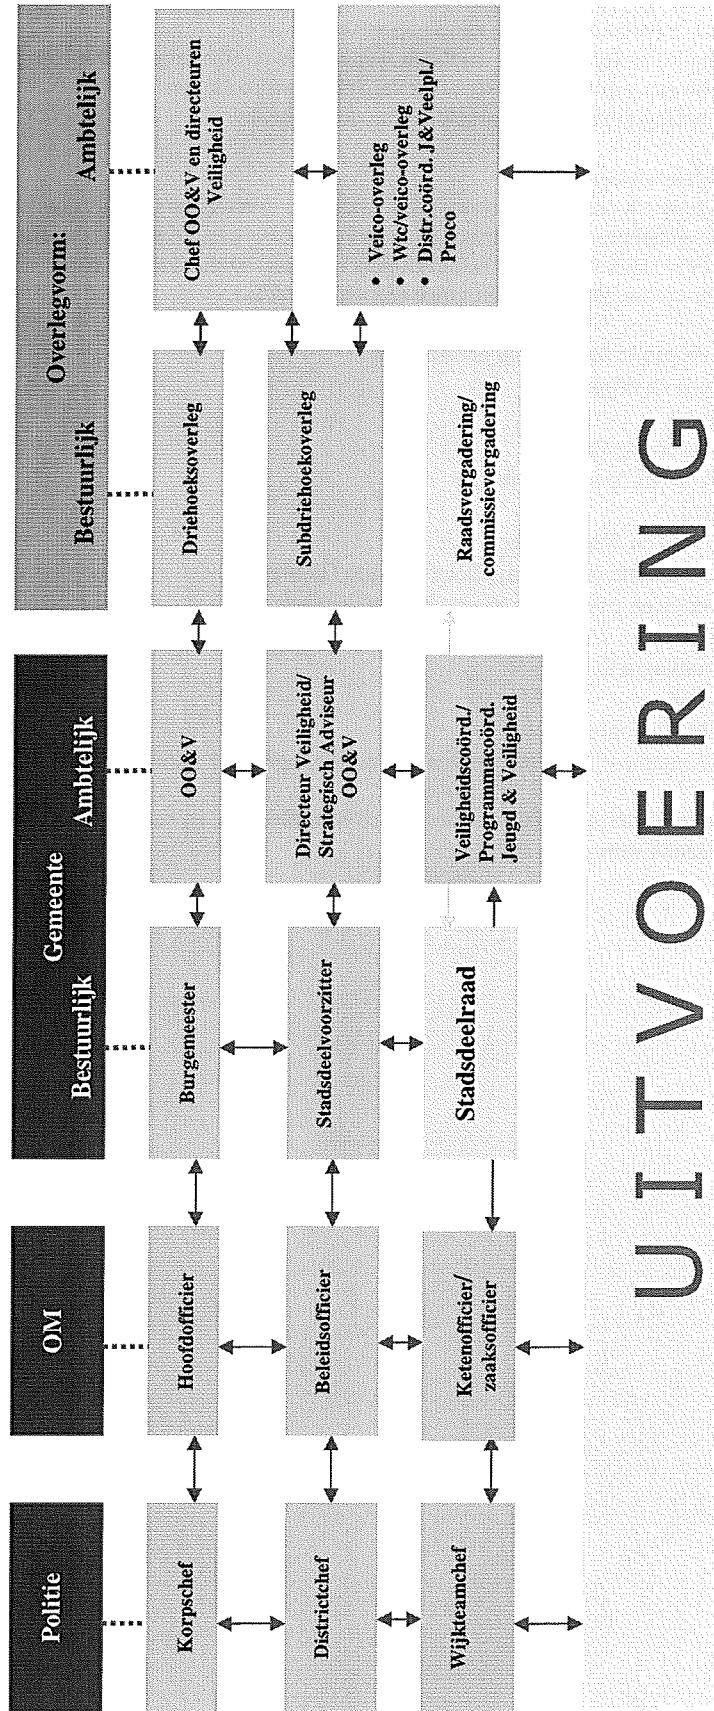 Politie
OM
Gemeente
Bestuurlijk
Ambtelijk
Overlegvorm:
Bestuurlijk
Ambtelijk
Korpschef
Hoofdofficier
Burgemeester
OO&V
Driehoeksoverleg
Chef OO&V en directeuren
Veiligheid
Districtchef
Beleidsofficier
Stadsdeelvoorzitter
Directeur Veiligheid/
Strategisch Adviseur
OO&V
Subdriehoekoverleg
• Veico-overleg
• Wtc/veico-overleg
• Distr.coörd. J&Veelpl./
Proco
Wijkteamchef
Ketenofficier/
zaaksofficier
Stadsdeelraad
Veiligheidscoörd./
Programmacoörd.
Jeugd & Veiligheid
Raadsvergadering/
commissievergadering
UITVOERING